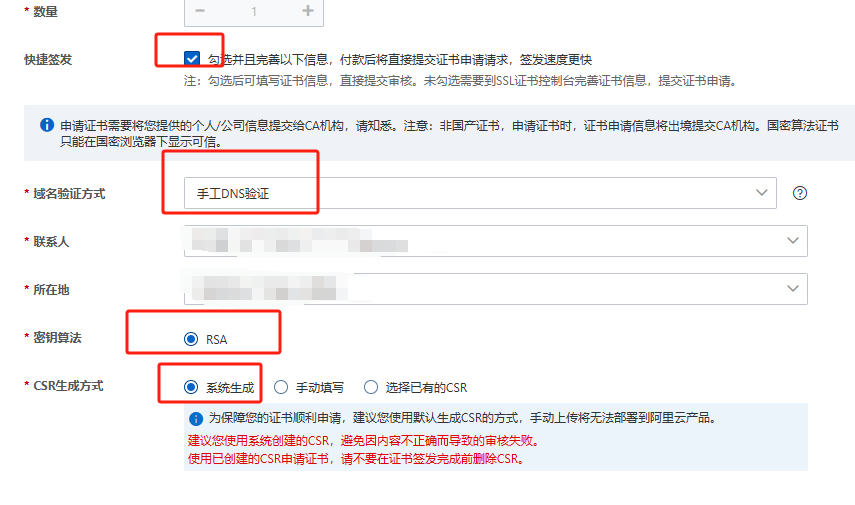 * 数量
− 1 +
快捷签发
勾选并且完善以下信息，付款后将直接提交证书申请请求，签发速度更快
注：勾选后可填写证书信息，直接提交审核。未勾选需要到SSL证书控制台完善证书信息，提交证书申请。
申请证书需要将您提供的个人/公司信息提交给CA机构，请知悉。注意：非国产证书，申请证书时，证书申请信息将出境提交CA机构。国密算法证书
只能在国密浏览器下显示可信。
* 域名验证方式
手工DNS验证
* 联系人
* 所在地
* 密钥算法
RSA
* CSR生成方式
系统生成 手动填写 选择已有的CSR
为保障您的证书顺利申请，建议您使用默认生成CSR的方式，手动上传将无法部署到阿里云产品。
建议您使用系统创建的CSR，避免因内容不正确而导致的审核失败。
使用已创建的CSR申请证书，请不要在证书签发完成前删除CSR。